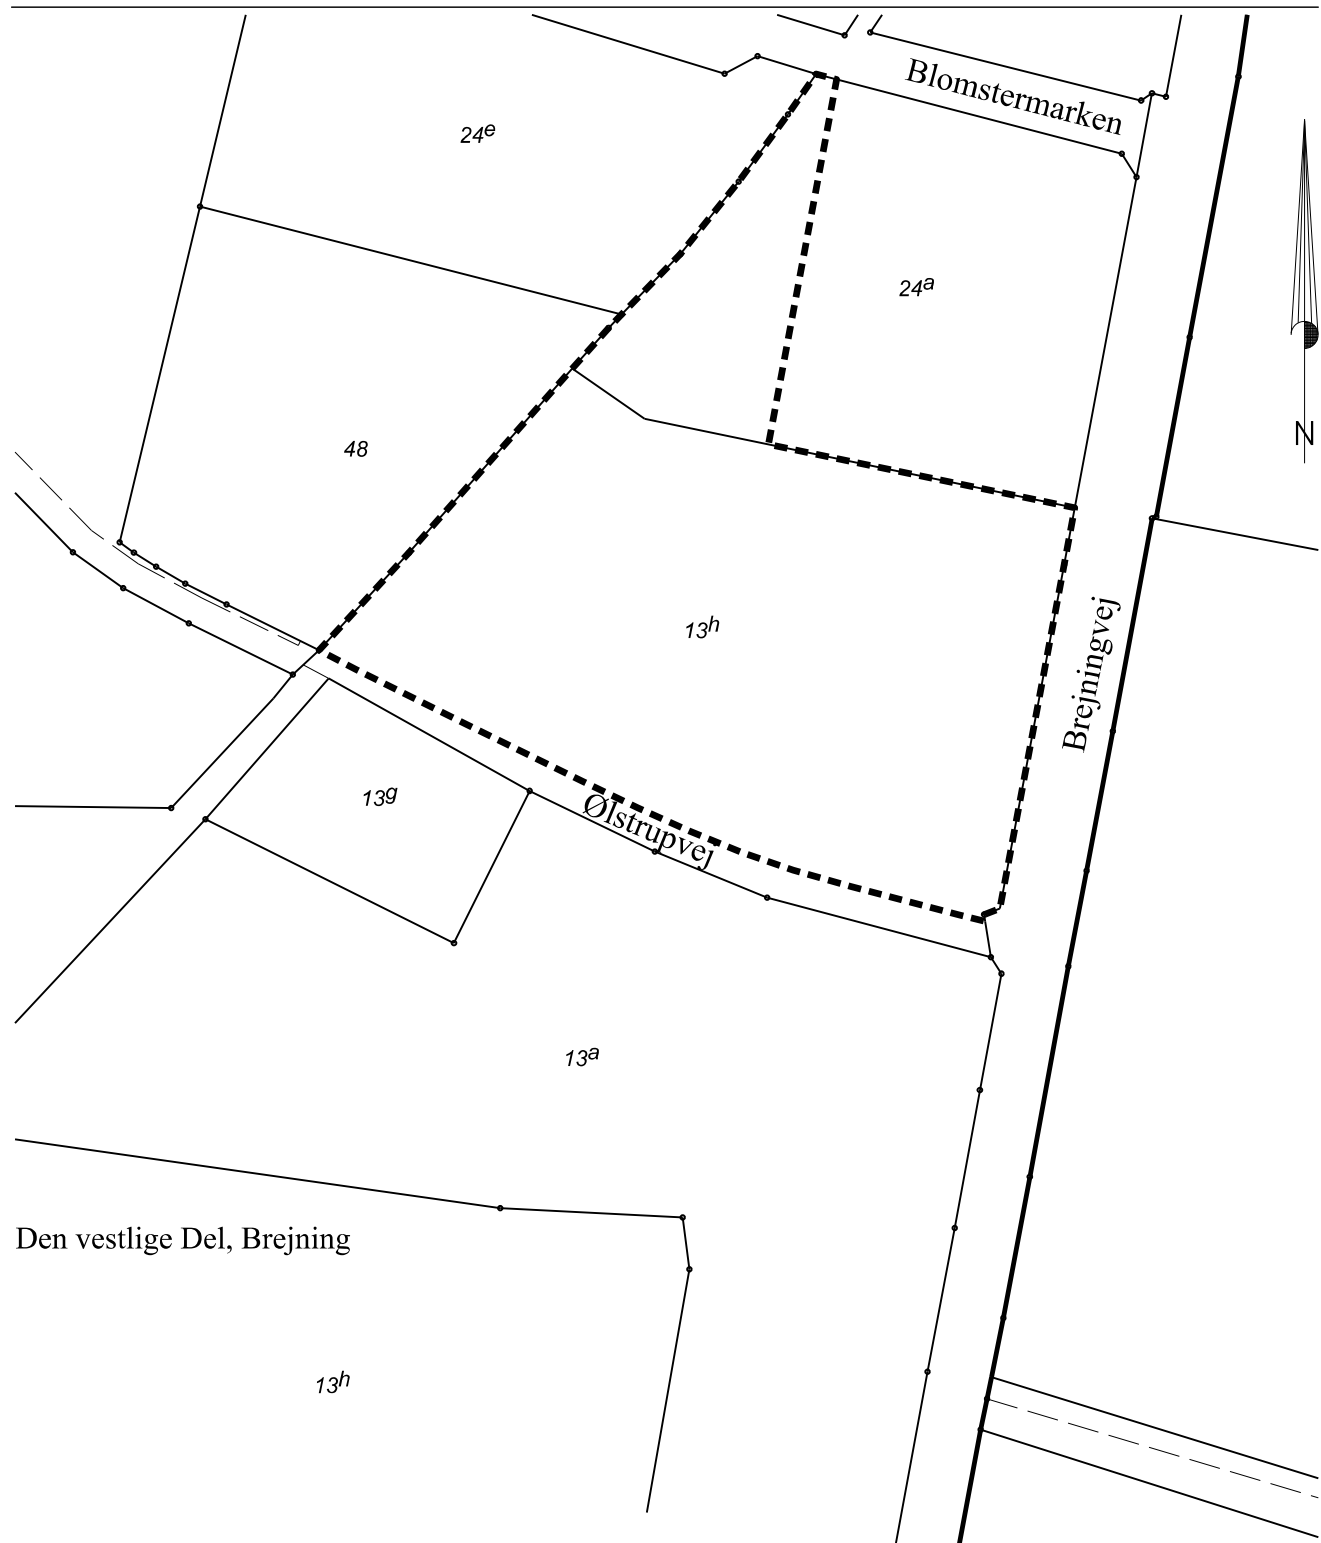 Blomstermarken
24e
24a
N
48
13h
Brejningvej
13g
Ølstrupvej
13a
Den vestlige Del, Brejning
13h